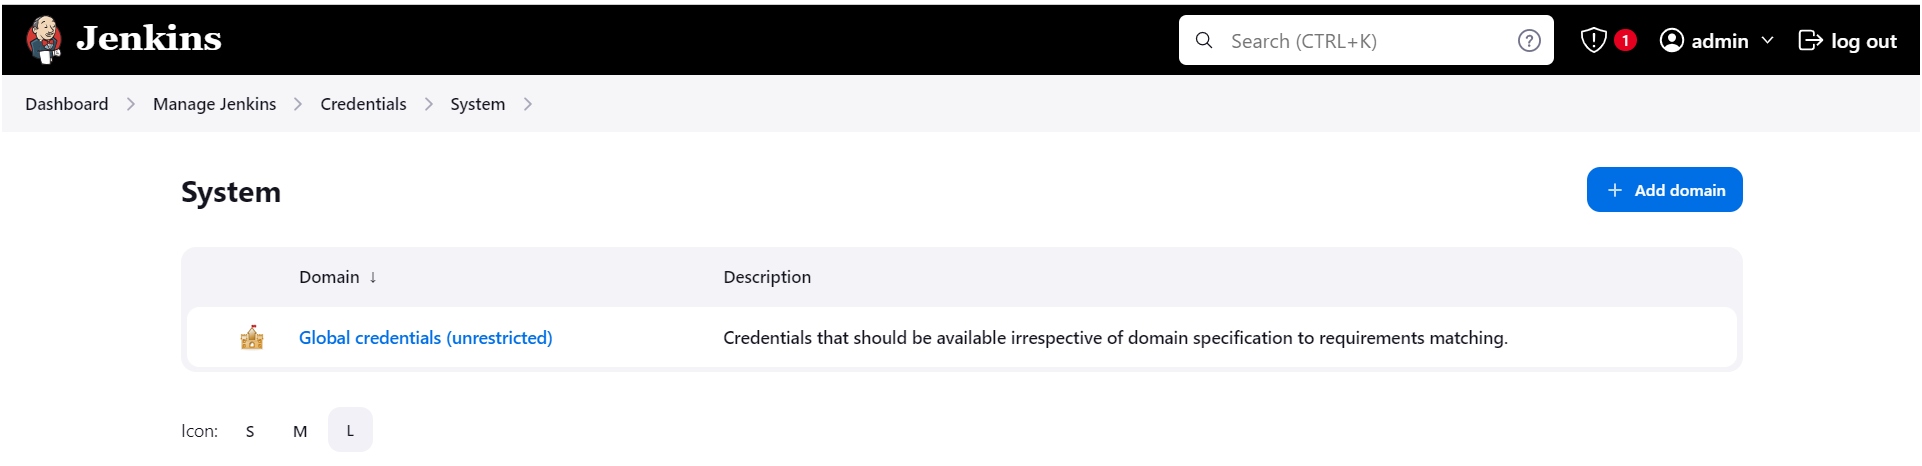 Jenkins Search (CTRL+K) ? 1 admin log out
Dashboard Manage Jenkins Credentials System
System + Add domain
Domain ↓ Description
Global credentials (unrestricted) Credentials that should be available irrespective of domain specification to requirements matching.
Icon: S M L